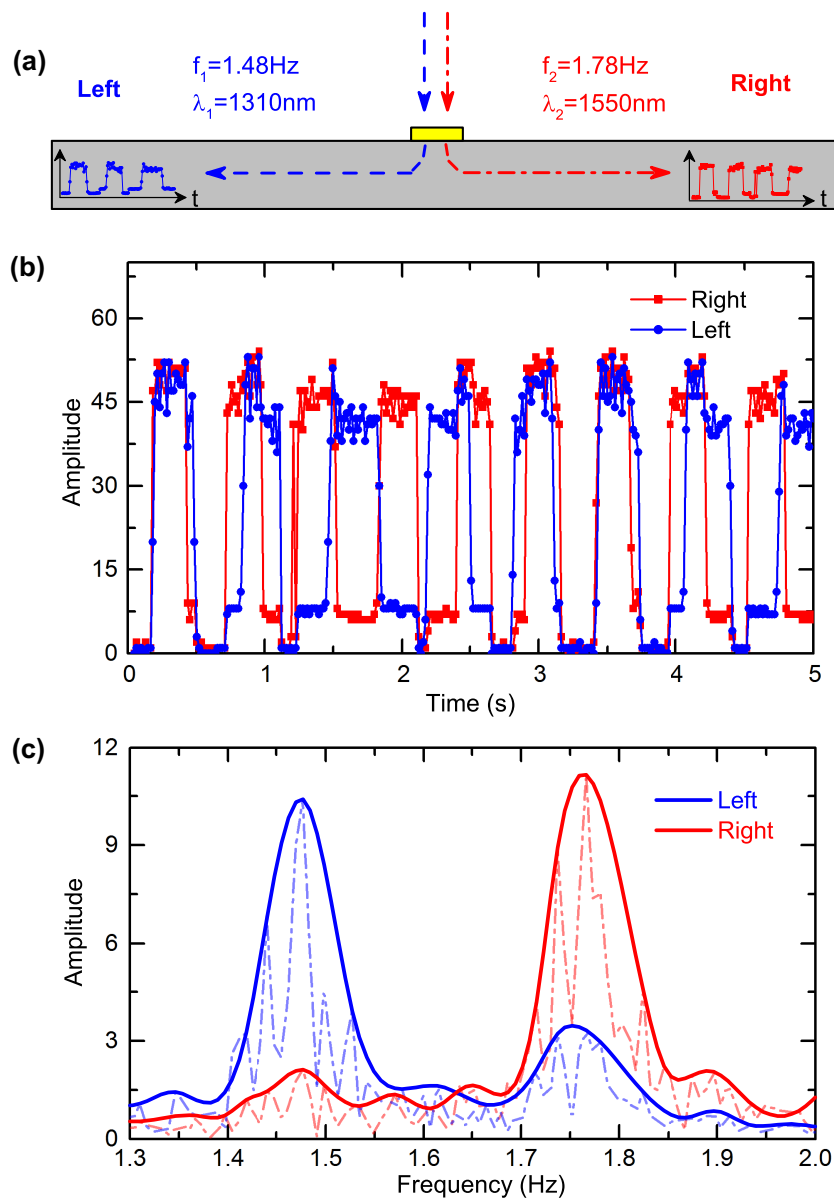 (a)
Left
f₁=1.48Hz
λ₁=1310nm
f₂=1.78Hz
λ₂=1550nm
Right
t
t
(b)
Right
Left
60
45
30
15
0
Amplitude
0 1 2 3 4 5
Time (s)
(c)
Left
Right
12
9
6
3
0
Amplitude
1.3 1.4 1.5 1.6 1.7 1.8 1.9 2.0
Frequency (Hz)